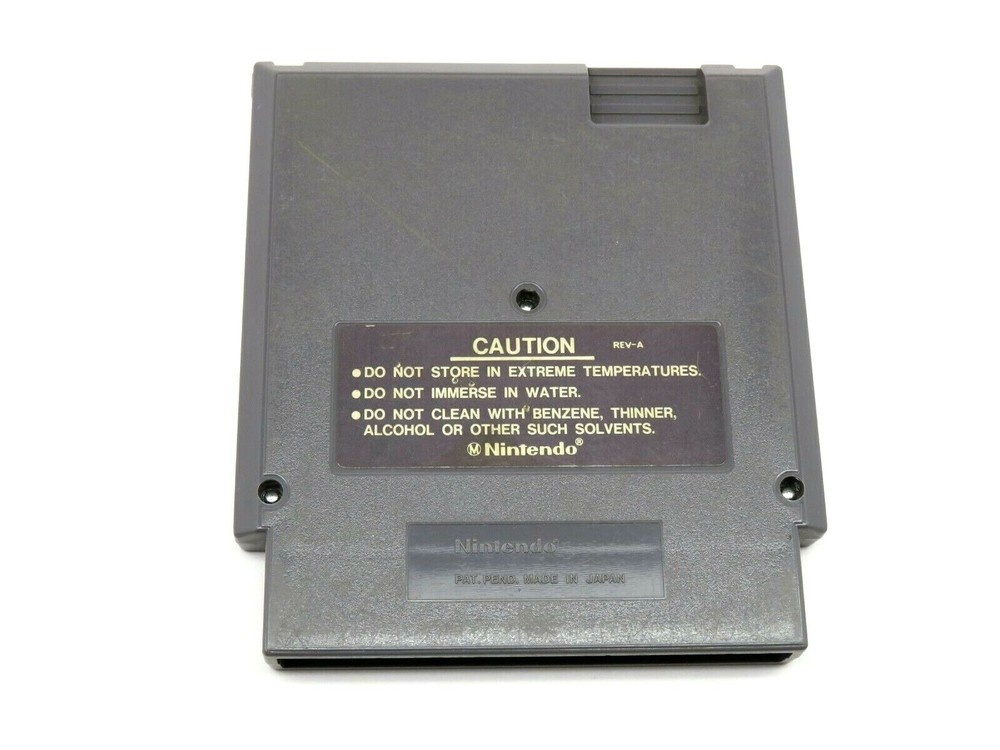 CAUTION REV-A
● DO NOT STORE IN EXTREME TEMPERATURES.
● DO NOT IMMERSE IN WATER.
● DO NOT CLEAN WITH BENZENE, THINNER,
ALCOHOL OR OTHER SUCH SOLVENTS.
Ⓜ Nintendo®
Nintendo®
PAT. PEND. MADE IN JAPAN